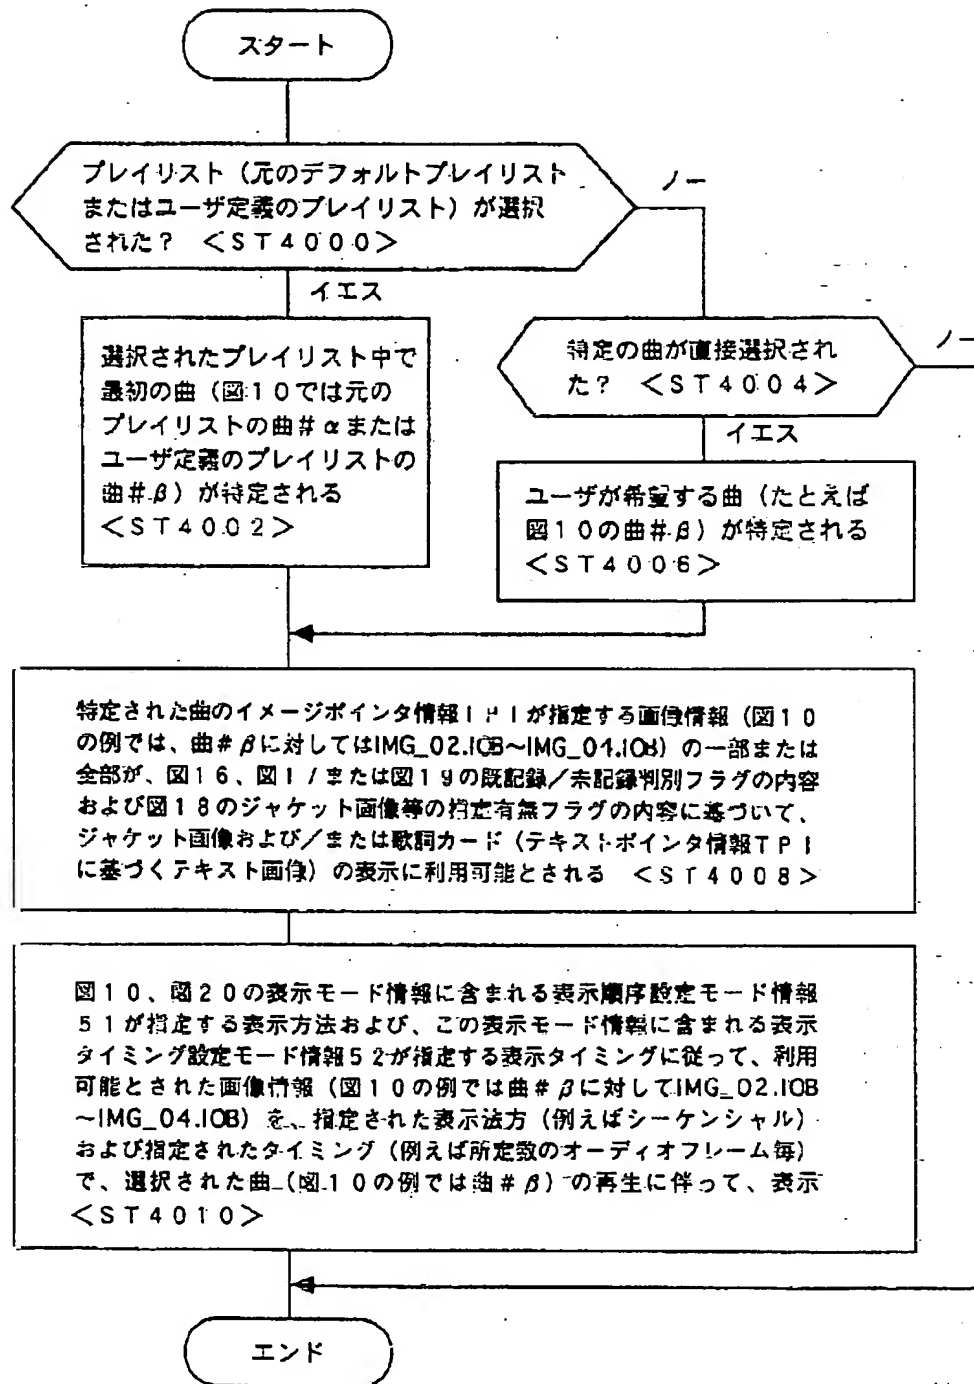 スタート
プレイリスト（元のデフォルトプレイリスト
またはユーザ定義のプレイリスト）が選択
された？ ＜ＳＴ４０００＞
ノー
イエス
選択されたプレイリスト中で
最初の曲（図１０では元の
プレイリストの曲＃αまたは
ユーザ定義のプレイリストの
曲＃β）が特定される
＜ＳＴ４００２＞
特定の曲が直接選択され
た？ ＜ＳＴ４００４＞
ノー
イエス
ユーザが希望する曲（たとえば
図１０の曲＃β）が特定される
＜ＳＴ４００６＞
特定された曲のイメージポインタ情報ＩＰＩが指定する画像情報（図１０
の例では、曲＃βに対してはIMG_02.IOB～IMG_04.IOB）の一部または
全部が、図１６、図１７または図１９の既記録／未記録判別フラグの内容
および図１８のジャケット画像等の指定有無フラグの内容に基づいて、
ジャケット画像および／または歌詞カード（テキストポインタ情報ＴＰＩ
に基づくテキスト画像）の表示に利用可能とされる ＜ＳＴ４００８＞
図１０、図２０の表示モード情報に含まれる表示順序設定モード情報
５１が指定する表示方法および、この表示モード情報に含まれる表示
タイミング設定モード情報５２が指定する表示タイミングに従って、利用
可能とされた画像情報（図１０の例では曲＃βに対してIMG_02.IOB
～IMG_04.IOB）を、指定された表示法方（例えばシーケンシャル）
および指定されたタイミング（例えば所定数のオーディオフレーム毎）
で、選択された曲（図１０の例では曲＃β）の再生に伴って、表示
＜ＳＴ４０１０＞
エンド